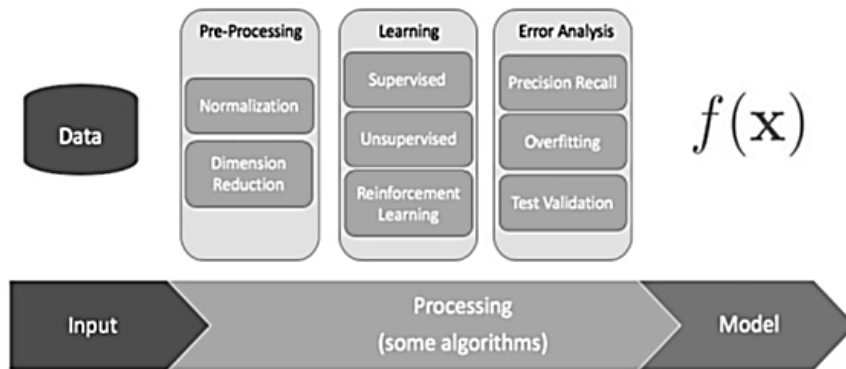 Pre-Processing
Learning
Error Analysis
Data
Normalization
Dimension
Reduction
Supervised
Unsupervised
Reinforcement
Learning
Precision Recall
Overfitting
Test Validation
f(x)
Input
Processing
(some algorithms)
Model